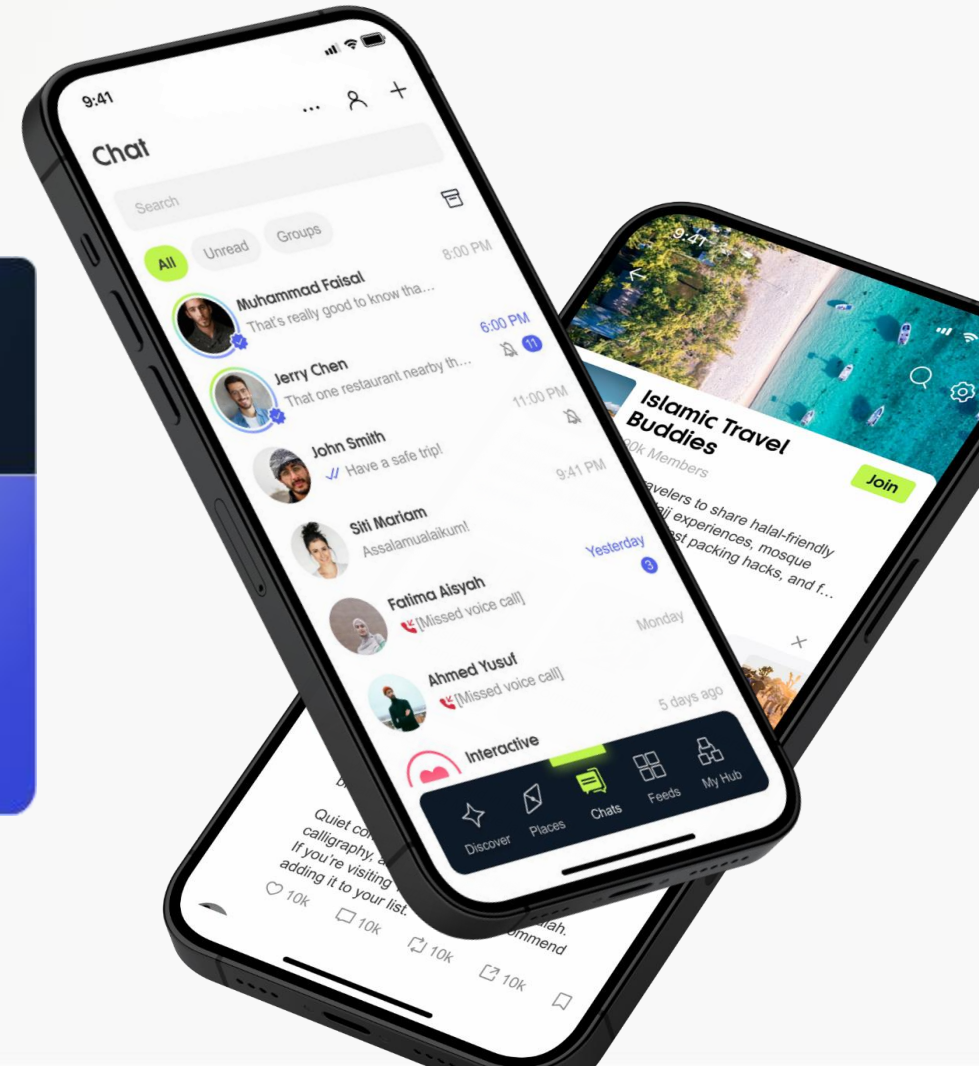 9:41
Chat
Search
All
Unread
Groups
Muhammad Faisal
8:00 PM
That's really good to know tha...
Jerry Chen
6:00 PM
That one restaurant nearby th...
11
John Smith
11:00 PM
Have a safe trip!
Siti Mariam
9:41 PM
Assalamualaikum!
Fatima Aisyah
Yesterday
[Missed voice call]
3
Ahmed Yusuf
Monday
[Missed voice call]
Interactive
5 days ago
Discover
Places
Chats
Feeds
My Hub
9:41
Islamic Travel
Buddies
Members
Join
to share halal-friendly
experiences, mosque
packing hacks, and f...
Quiet
calligraphy,
If you're visiting
adding it to your list.
10k
10k
10k
10k